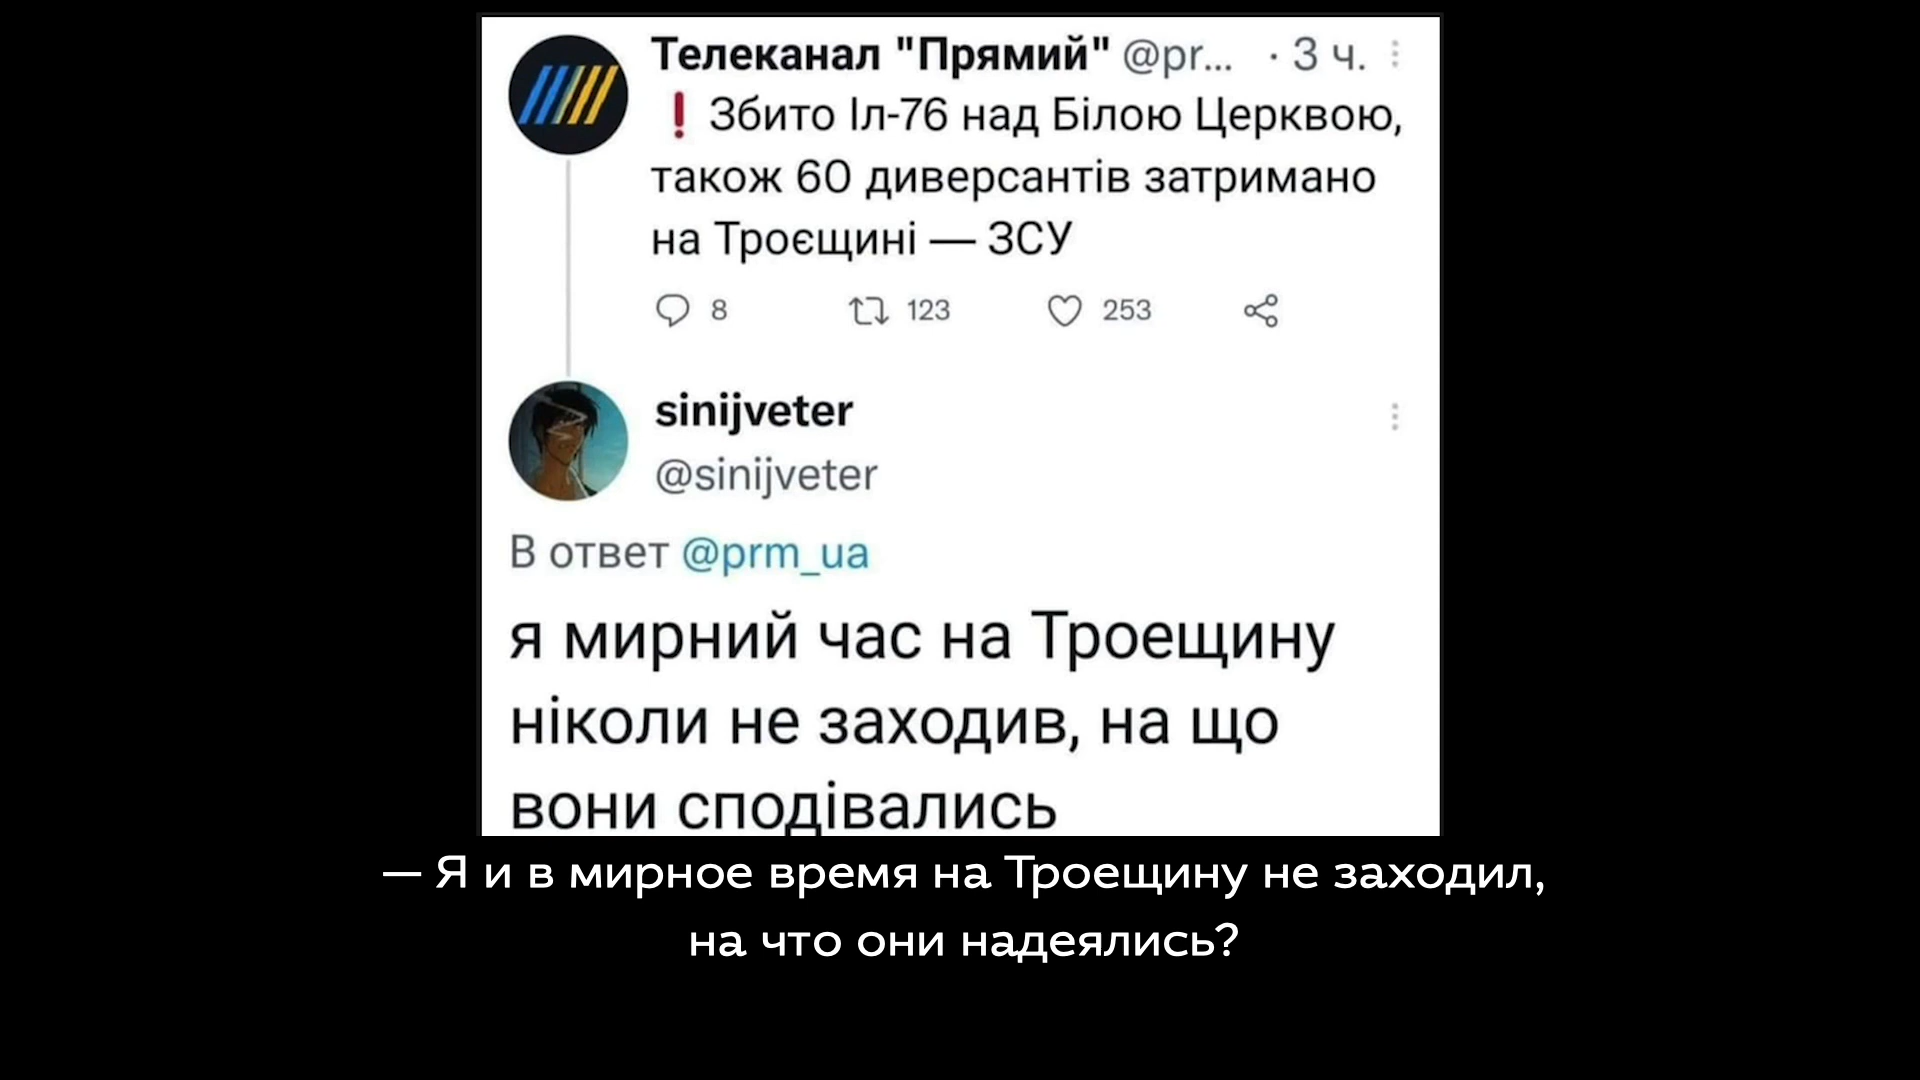 Телеканал "Прямий" @pr... · 3 ч.
❗ Збито Іл-76 над Білою Церквою,
також 60 диверсантів затримано
на Троєщині — ЗСУ
8 123 253
sinijveter
@sinijveter
В ответ @prm_ua
я мирний час на Троещину
ніколи не заходив, на що
вони сподівались
— Я и в мирное время на Троещину не заходил,
на что они надеялись?